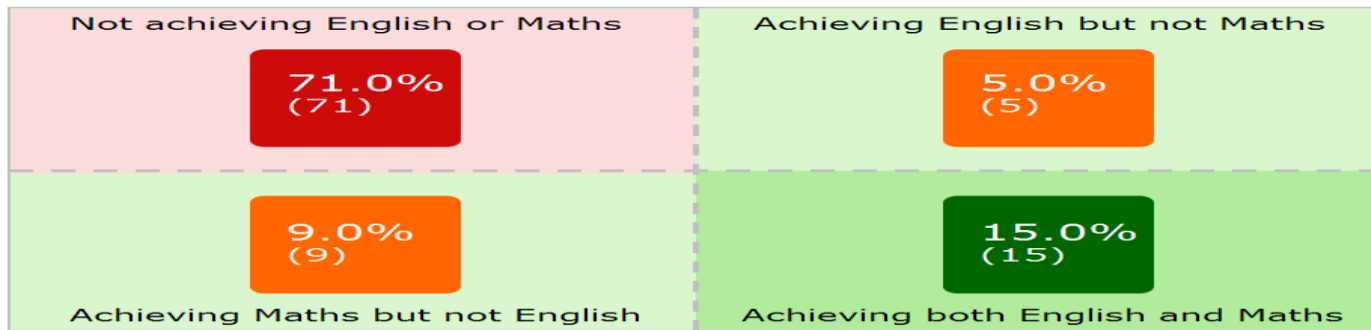 Not achieving English or Maths
71.0%
(71)
Achieving English but not Maths
5.0%
(5)
9.0%
(9)
Achieving Maths but not English
15.0%
(15)
Achieving both English and Maths